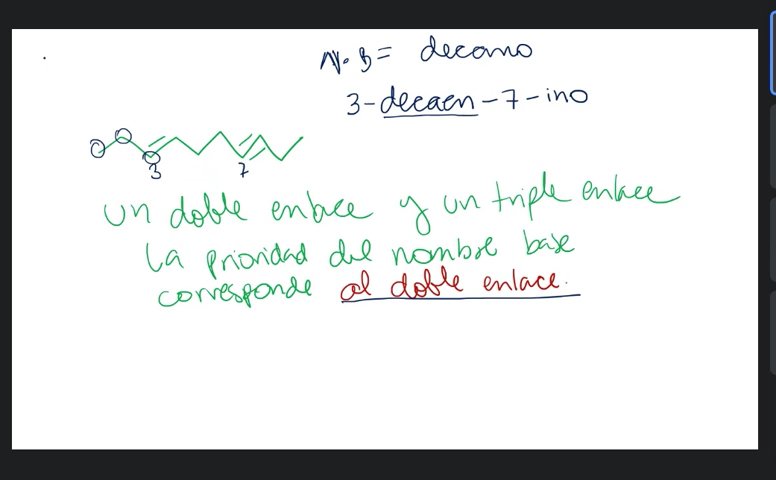 N.B= decano
3-decaen-7-ino
3
7
un doble enlace y un triple enlace
La prioridad del nombre base
corresponde al doble enlace.